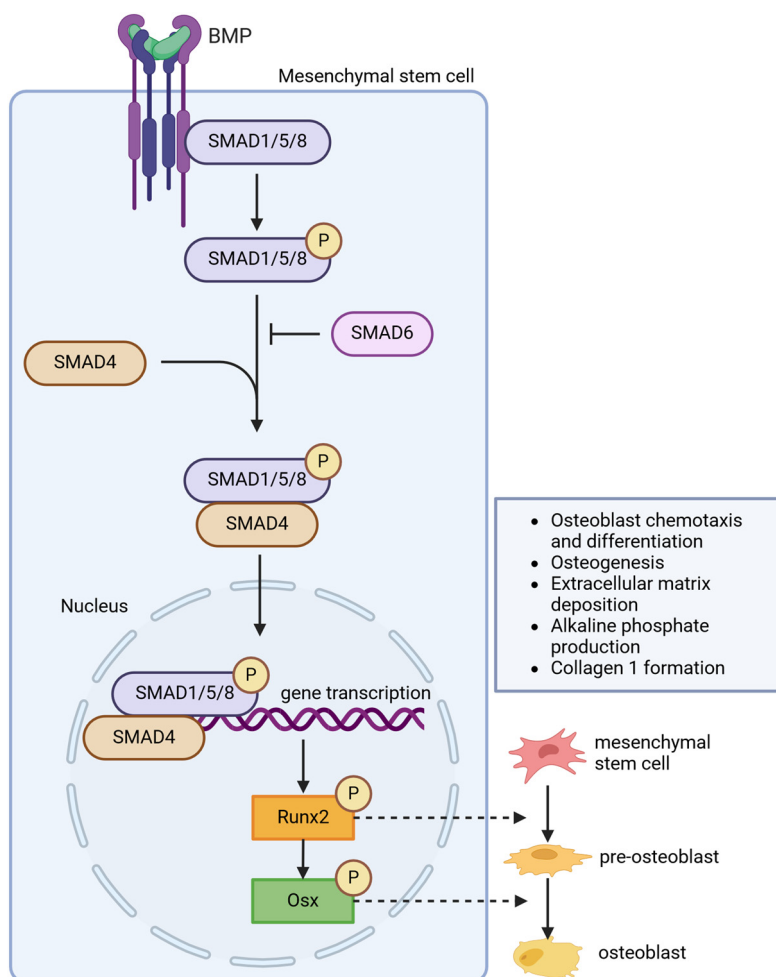 BMP
Mesenchymal stem cell
SMAD1/5/8
P
SMAD1/5/8
SMAD6
SMAD4
P
SMAD1/5/8
SMAD4
• Osteoblast chemotaxis
and differentiation
• Osteogenesis
• Extracellular matrix
deposition
• Alkaline phosphate
production
• Collagen 1 formation
Nucleus
P
SMAD1/5/8
gene transcription
SMAD4
mesenchymal
stem cell
P
Runx2
pre-osteoblast
P
Osx
osteoblast